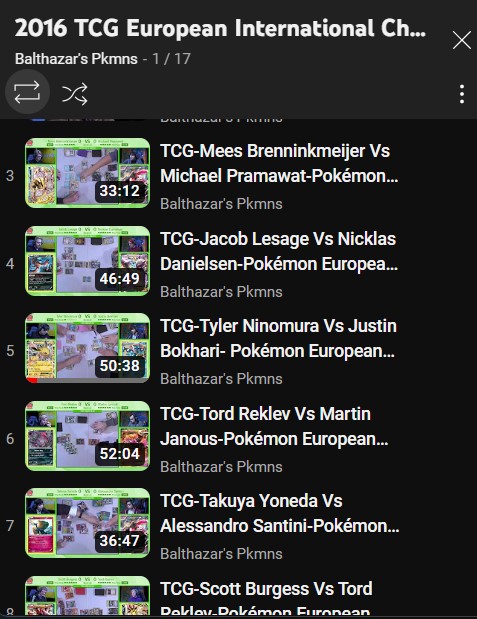 2016 TCG European International Ch...
Balthazar's Pkmns - 1 / 17
Balthazar's Pkmns
3
33:12
TCG-Mees Brenninkmeijer Vs
Michael Pramawat-Pokémon...
Balthazar's Pkmns
4
46:49
TCG-Jacob Lesage Vs Nicklas
Danielsen-Pokémon Europea...
Balthazar's Pkmns
5
50:38
TCG-Tyler Ninomura Vs Justin
Bokhari- Pokémon European...
Balthazar's Pkmns
6
52:04
TCG-Tord Reklev Vs Martin
Janous-Pokémon European...
Balthazar's Pkmns
7
36:47
TCG-Takuya Yoneda Vs
Alessandro Santini-Pokémon...
Balthazar's Pkmns
8
TCG-Scott Burgess Vs Tord
Reklev-Pokémon European